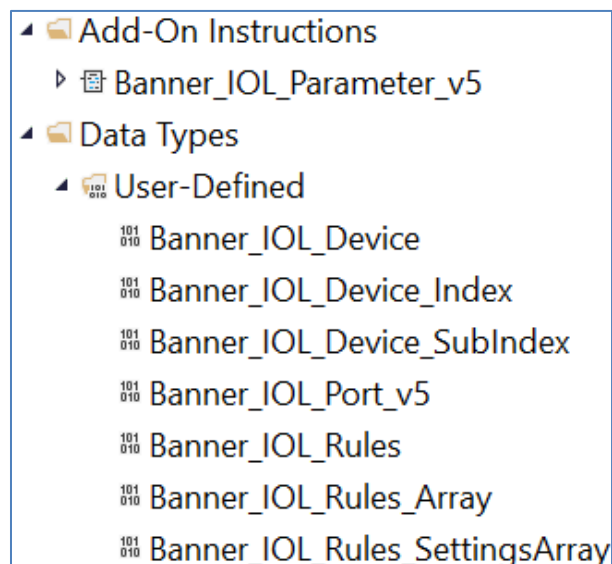 Add-On Instructions
Banner_IOL_Parameter_v5
Data Types
User-Defined
Banner_IOL_Device
Banner_IOL_Device_Index
Banner_IOL_Device_SubIndex
Banner_IOL_Port_v5
Banner_IOL_Rules
Banner_IOL_Rules_Array
Banner_IOL_Rules_SettingsArray